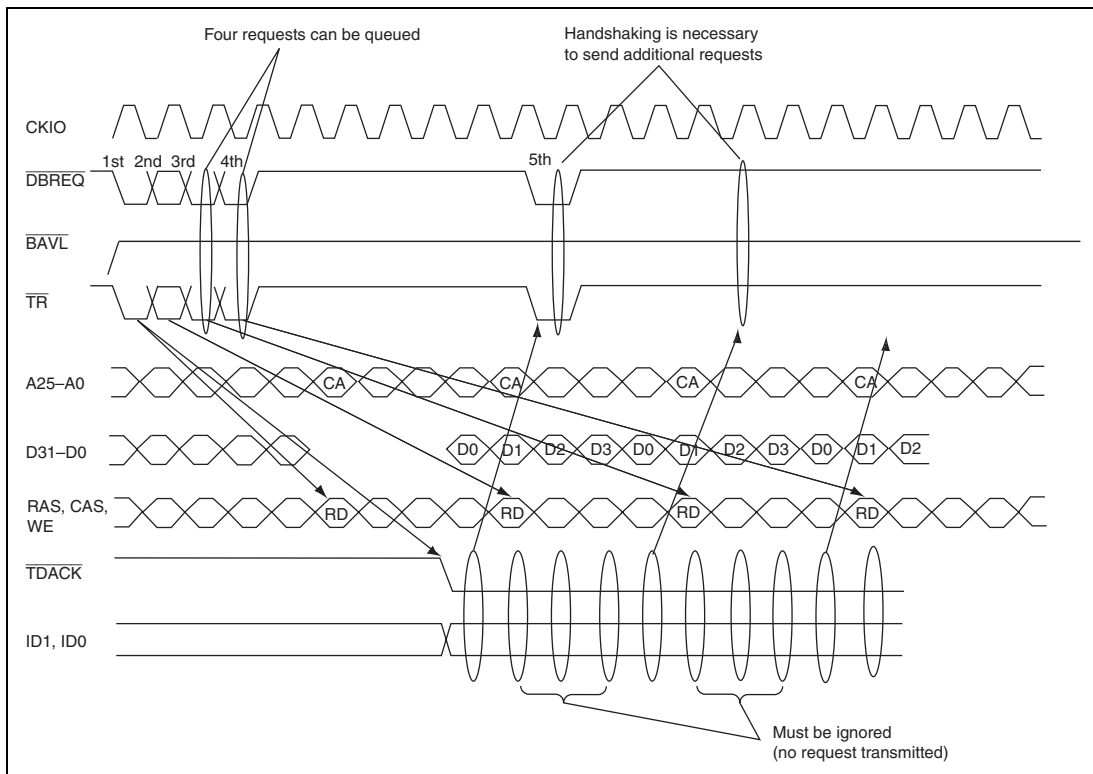 Four requests can be queued
Handshaking is necessary
to send additional requests
CKIO
1st 2nd 3rd 4th 5th
DBREQ
BAVL
TR
A25–A0 CA CA CA CA
D31–D0 D0 D1 D2 D3 D0 D1 D2 D3 D0 D1 D2
RAS, CAS,
WE
RD RD RD RD
TDACK
ID1, ID0
Must be ignored
(no request transmitted)